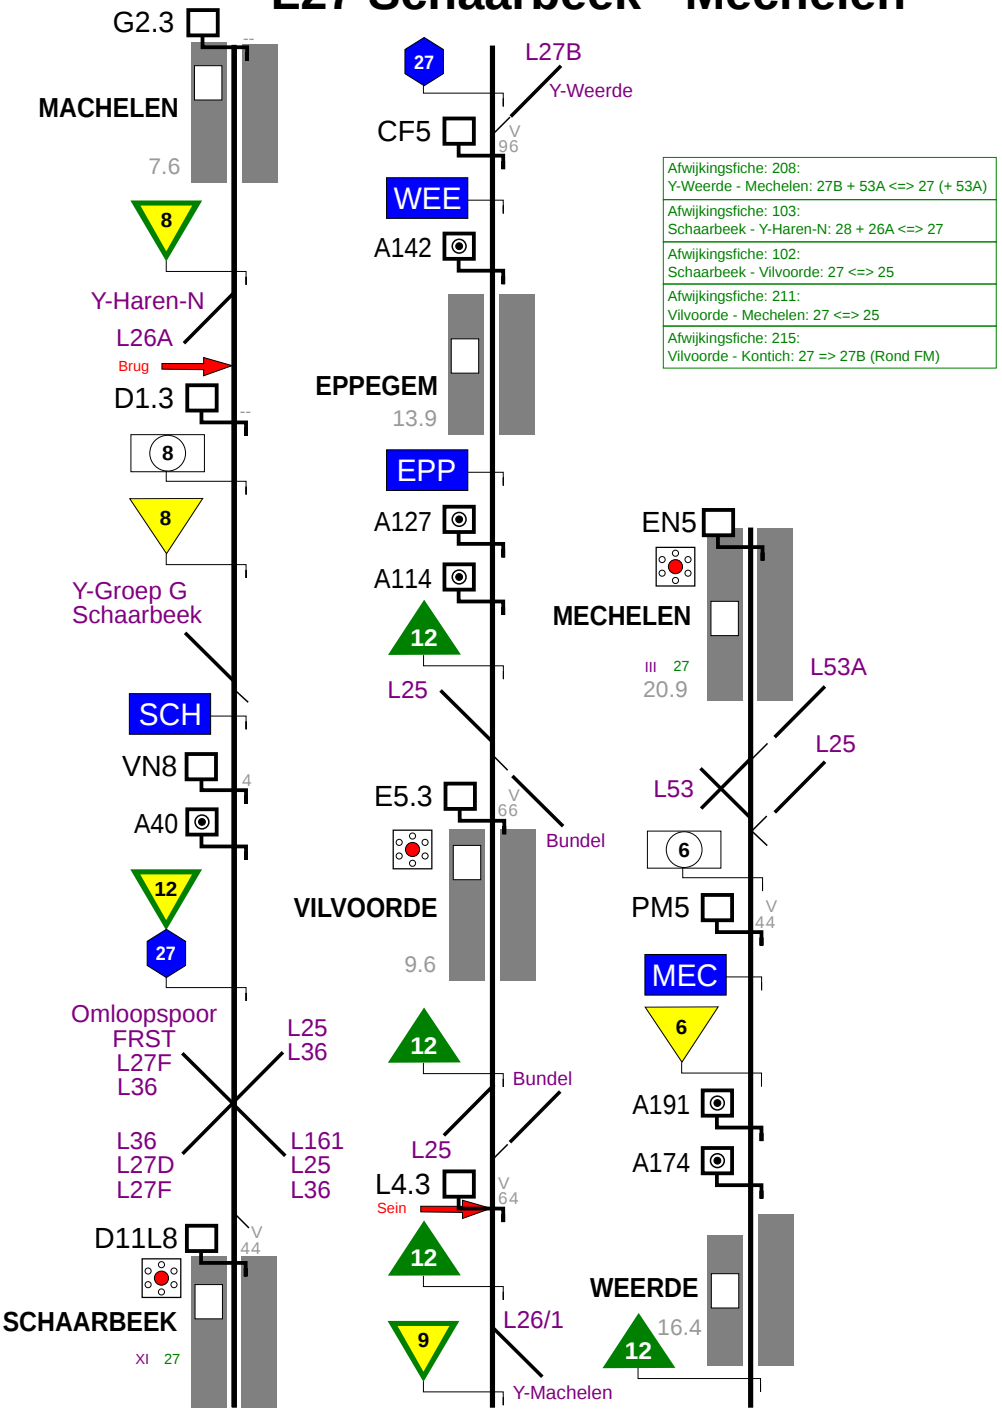 L27 Schaarbeek - Mechelen
G2.3
--
MACHELEN
7.6
8
Y-Haren-N
L26A
Brug
D1.3
--
8
8
Y-Groep G
Schaarbeek
SCH
VN8
4
A40
12
27
Omloopspoor
FRST
L27F
L36
L25
L36
L36
L27D
L27F
L161
L25
L36
D11L8
V
44
SCHAARBEEK
XI 27
27
L27B
Y-Weerde
CF5
V
96
WEE
A142
EPPEGEM
13.9
EPP
A127
A114
12
L25
Bundel
E5.3
V
66
VILVOORDE
9.6
12
Bundel
L25
L4.3
V
64
Sein
12
L26/1
9
Y-Machelen
Afwijkingsfiche: 208:
Y-Weerde - Mechelen: 27B + 53A <=> 27 (+ 53A)
Afwijkingsfiche: 103:
Schaarbeek - Y-Haren-N: 28 + 26A <=> 27
Afwijkingsfiche: 102:
Schaarbeek - Vilvoorde: 27 <=> 25
Afwijkingsfiche: 211:
Vilvoorde - Mechelen: 27 <=> 25
Afwijkingsfiche: 215:
Vilvoorde - Kontich: 27 => 27B (Rond FM)
EN5
MECHELEN
III 27
20.9
L53A
L25
L53
6
PM5
V
44
MEC
6
A191
A174
WEERDE
16.4
12